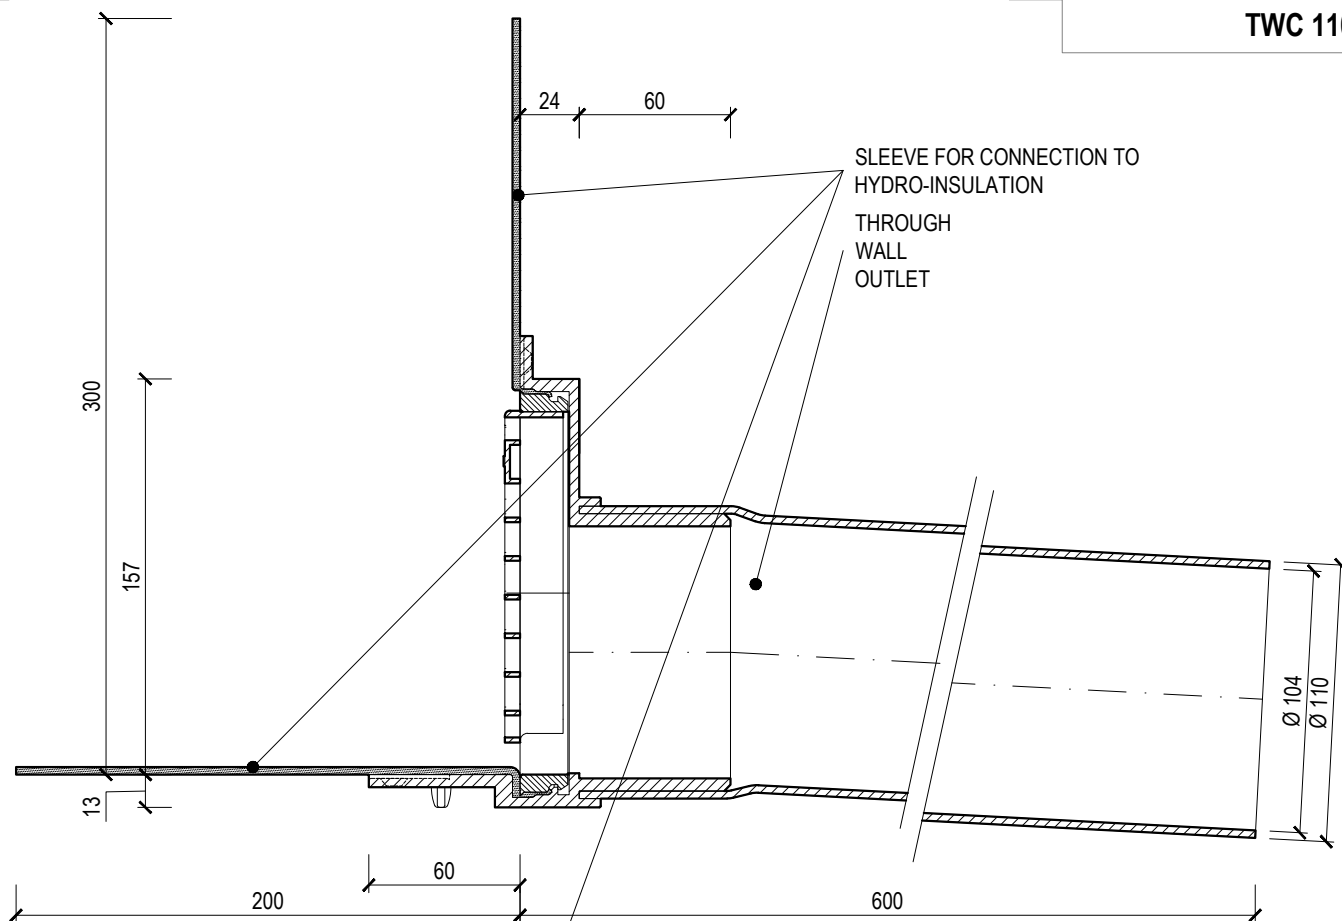 TWC 110
24
60
SLEEVE FOR CONNECTION TO
HYDRO-INSULATION
THROUGH
WALL
OUTLET
300
157
13
Ø 104
Ø 110
60
200
600